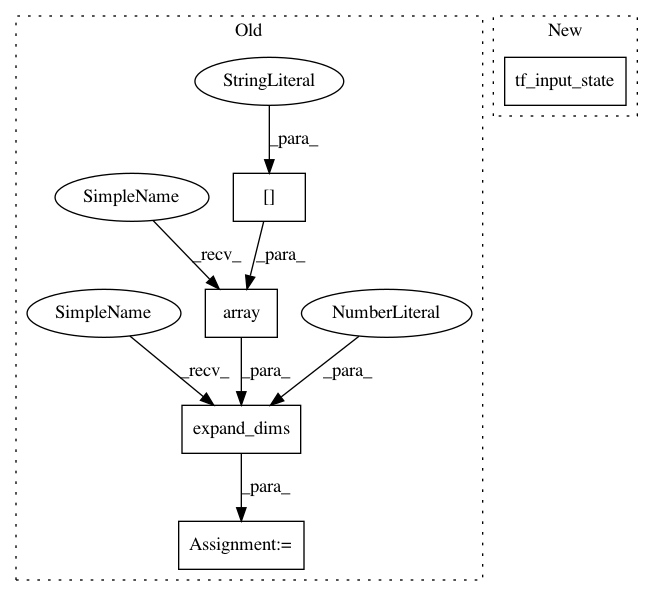 Old
New
StringLiteral
tf_input_state
_para_
SimpleName
[]
_recv_
_para_
SimpleName
array
NumberLiteral
_recv_
_para_
_para_
expand_dims
_para_
Assignment:=